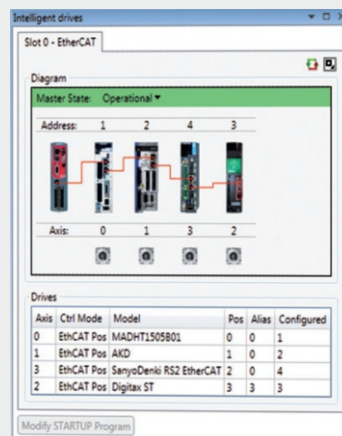 Intelligent drives
Slot 0 - EtherCAT
Diagram
Master State: Operational
Address: 1 2 4 3
Axis: 0 1 3 2
Drives
Axis Ctrl Mode Model Pos Alias Configured
0 EthCAT Pos MADHT1505B01 0 0 1
1 EthCAT Pos AKD 1 0 2
3 EthCAT Pos SanyoDenki RS2 EtherCAT 2 0 4
2 EthCAT Pos Digitax ST 3 3 3
Modify STARTUP Program